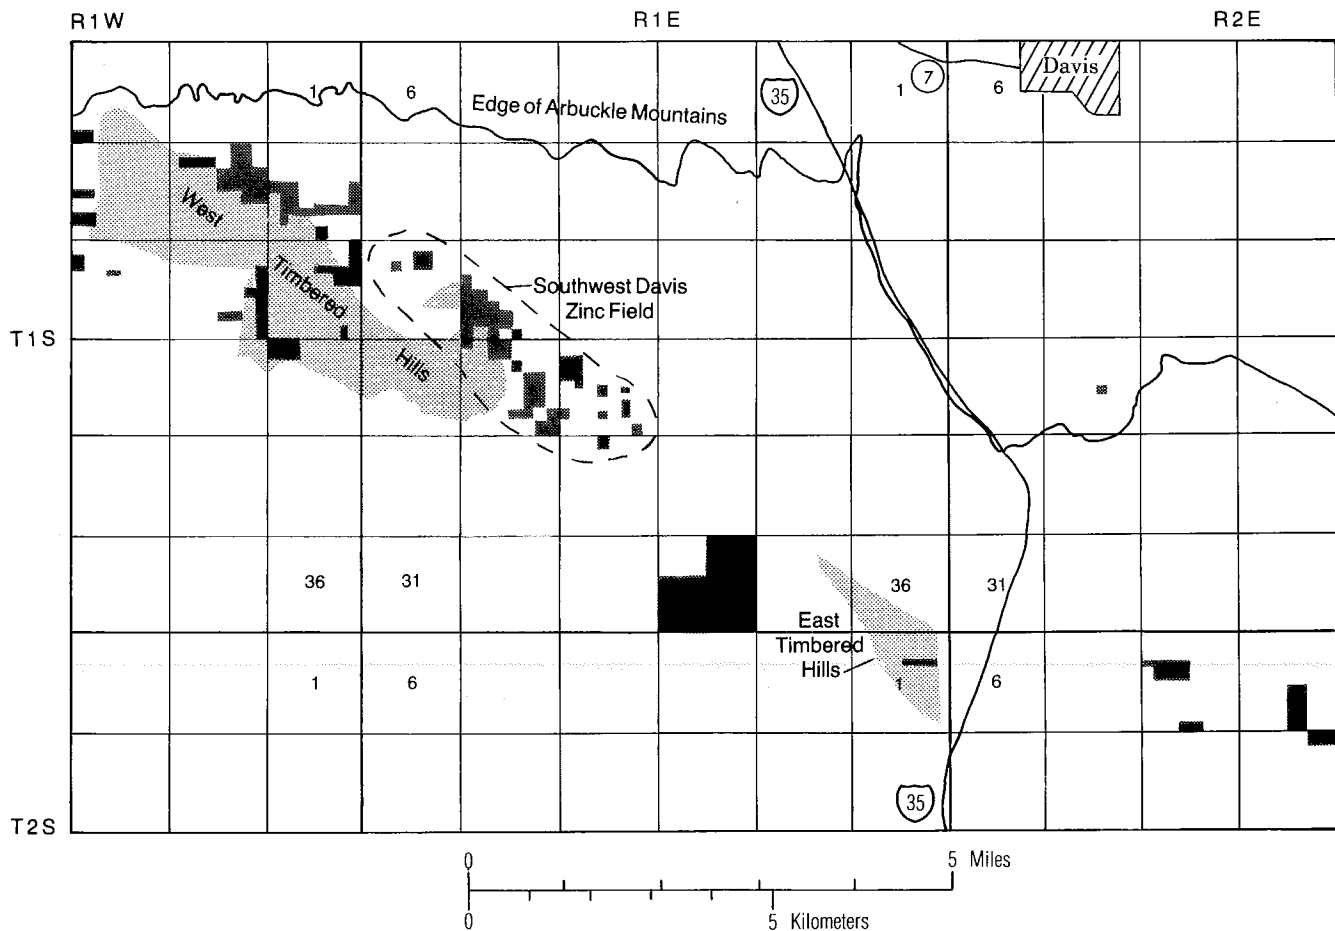 R1W
R1E
R2E
Davis
1
6
35
7
1
6
Edge of Arbuckle Mountains
West
Timbered
Hills
Southwest Davis
Zinc Field
T1S
36
31
36
31
East
Timbered
Hills
1
6
1
6
35
T2S
0
5 Miles
0
5 Kilometers